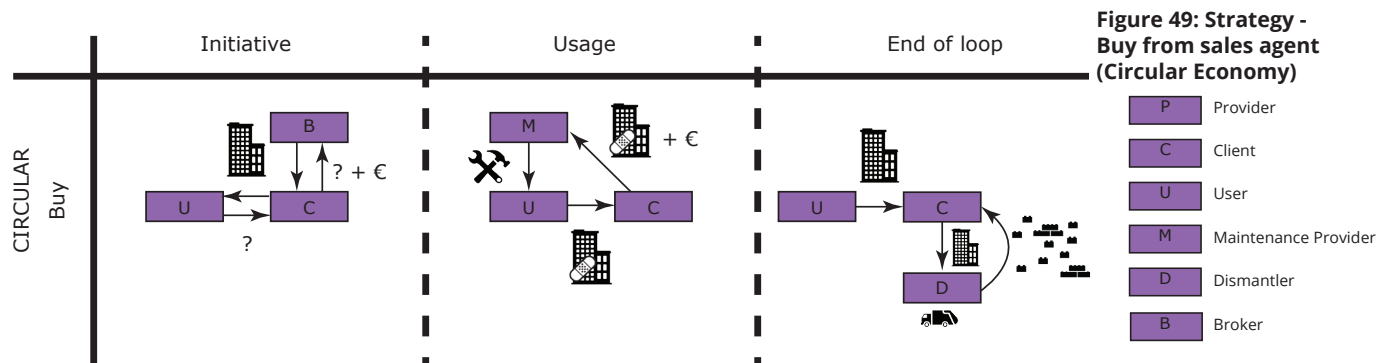 Initiative
Usage
End of loop
Figure 49: Strategy -
Buy from sales agent
(Circular Economy)
CIRCULAR
Buy
B
? + €
U
C
?
M
+ €
U
C
U
C
D
P Provider
C Client
U User
M Maintenance Provider
D Dismantler
B Broker